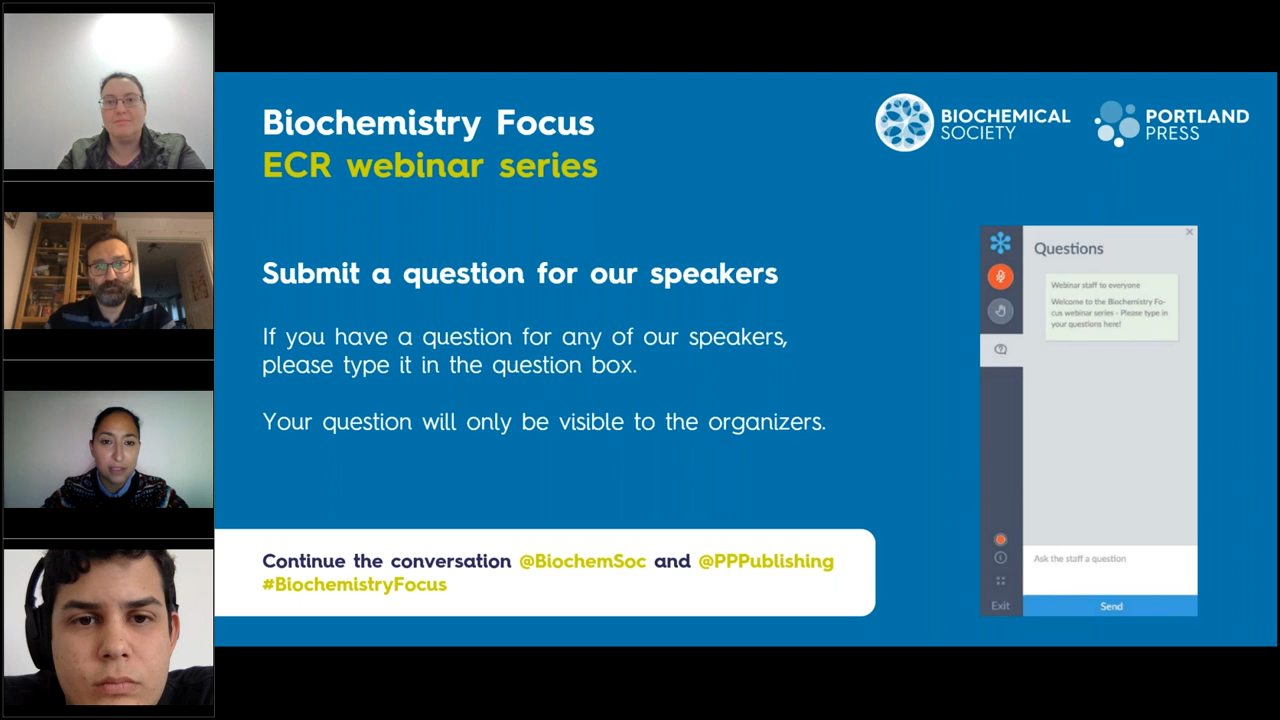 Biochemistry Focus
ECR webinar series
BIOCHEMICAL
SOCIETY
PORTLAND
PRESS
Submit a question for our speakers
If you have a question for any of our speakers,
please type it in the question box.
Your question will only be visible to the organizers.
Continue the conversation @BiochemSoc and @PPPublishing
#BiochemistryFocus
Questions
Webinar staff to everyone
Welcome to the Biochemistry Fo-
cus webinar series - Please type in
your questions here!
Ask the staff a question
Exit
Send